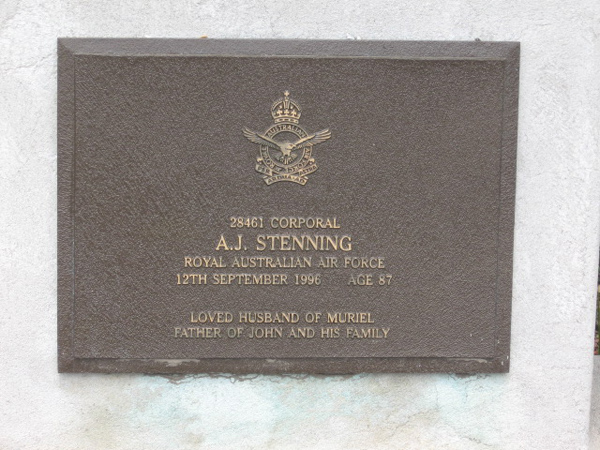 AUSTRALIAN
28461 CORPORAL
A.J. STENNING
ROYAL AUSTRALIAN AIR FORCE
12TH SEPTEMBER 1996 AGE 87
LOVED HUSBAND OF MURIEL
FATHER OF JOHN AND HIS FAMILY